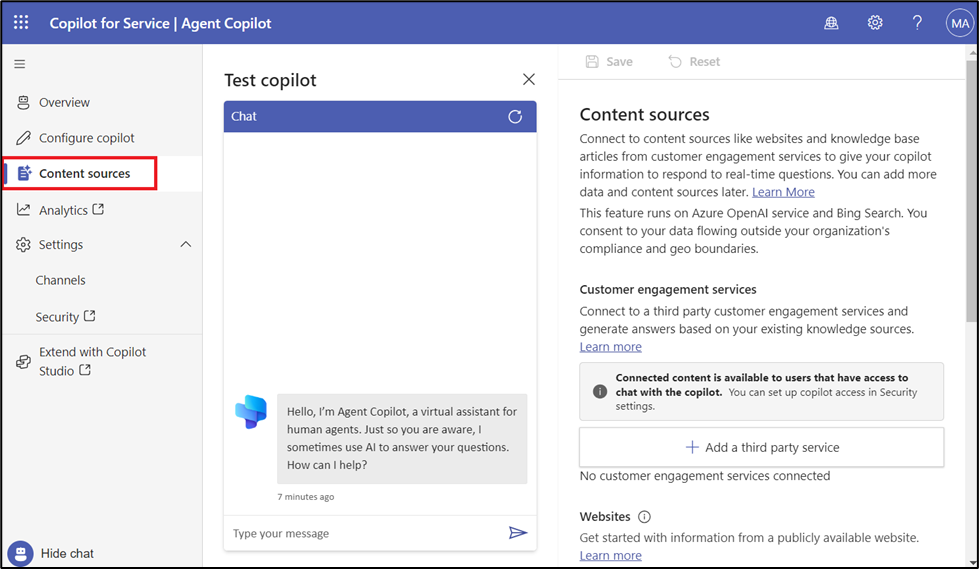 Copilot for Service | Agent Copilot
?
MA
Overview
Configure copilot
Content sources
Analytics
Settings
Channels
Security
Extend with Copilot
Studio
Hide chat
Test copilot
Chat
Hello, I'm Agent Copilot, a virtual assistant for
human agents. Just so you are aware, I
sometimes use AI to answer your questions.
How can I help?
7 minutes ago
Type your message
Save
Reset
Content sources
Connect to content sources like websites and knowledge base
articles from customer engagement services to give your copilot
information to respond to real-time questions. You can add more
data and content sources later. Learn More
This feature runs on Azure OpenAI service and Bing Search. You
consent to your data flowing outside your organization's
compliance and geo boundaries.
Customer engagement services
Connect to a third party customer engagement services and
generate answers based on your existing knowledge sources.
Learn more
Connected content is available to users that have access to
chat with the copilot. You can set up copilot access in Security
settings.
Add a third party service
No customer engagement services connected
Websites
Get started with information from a publicly available website.
Learn more